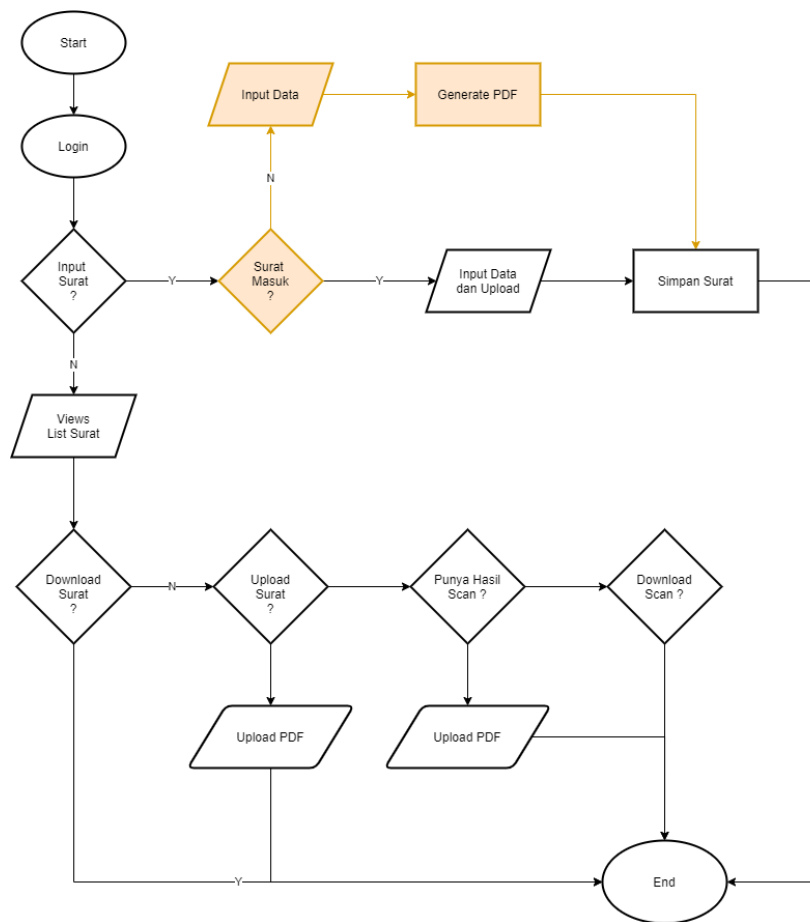 Start
Input Data
Generate PDF
Login
N
Input
Surat
?
Y
Surat
Masuk
?
Y
Input Data
dan Upload
Simpan Surat
N
Views
List Surat
Download
Surat
?
N
Upload
Surat
?
Punya Hasil
Scan ?
Download
Scan ?
Upload PDF
Upload PDF
Y
End